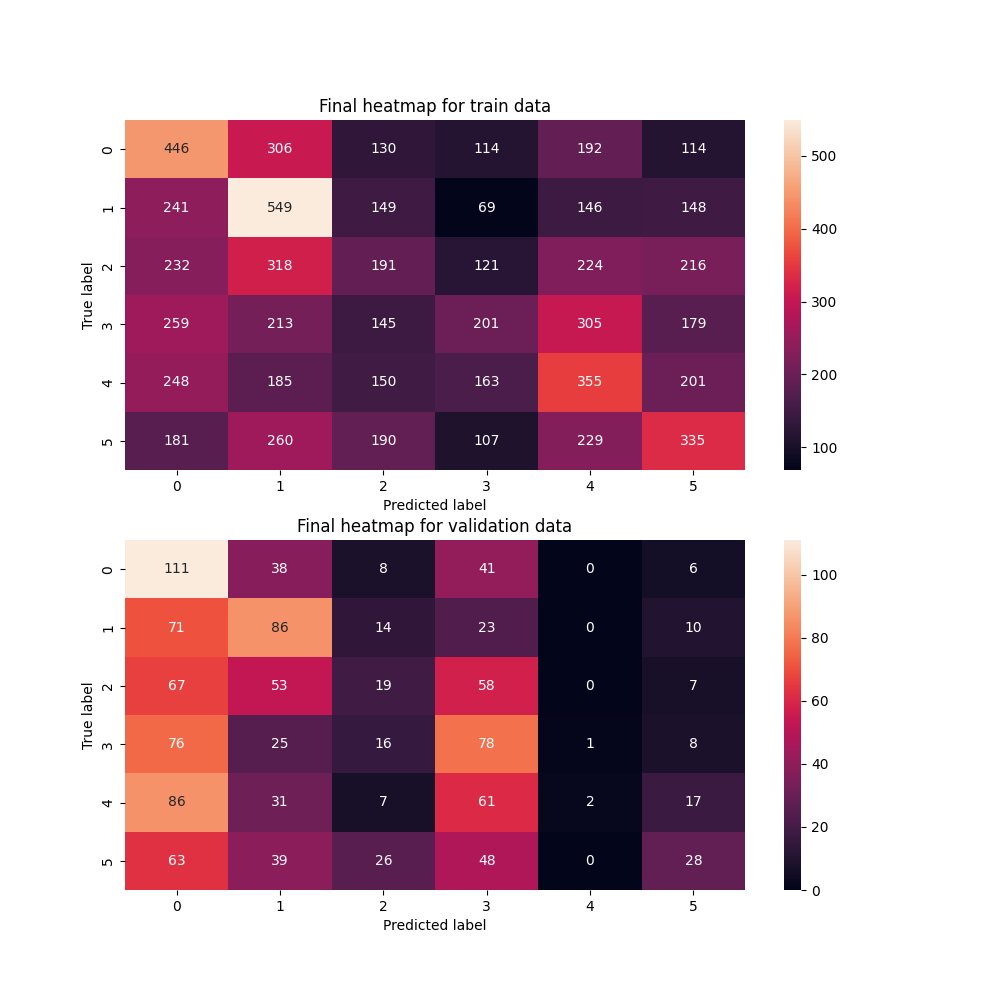 Final heatmap for train data
0 446 306 130 114 192 114
1 241 549 149 69 146 148
2 232 318 191 121 224 216
3 259 213 145 201 305 179
4 248 185 150 163 355 201
5 181 260 190 107 229 335
0 1 2 3 4 5
Predicted label
True label
500
400
300
200
100
Final heatmap for validation data
0 111 38 8 41 0 6
1 71 86 14 23 0 10
2 67 53 19 58 0 7
3 76 25 16 78 1 8
4 86 31 7 61 2 17
5 63 39 26 48 0 28
0 1 2 3 4 5
Predicted label
True label
100
80
60
40
20
0